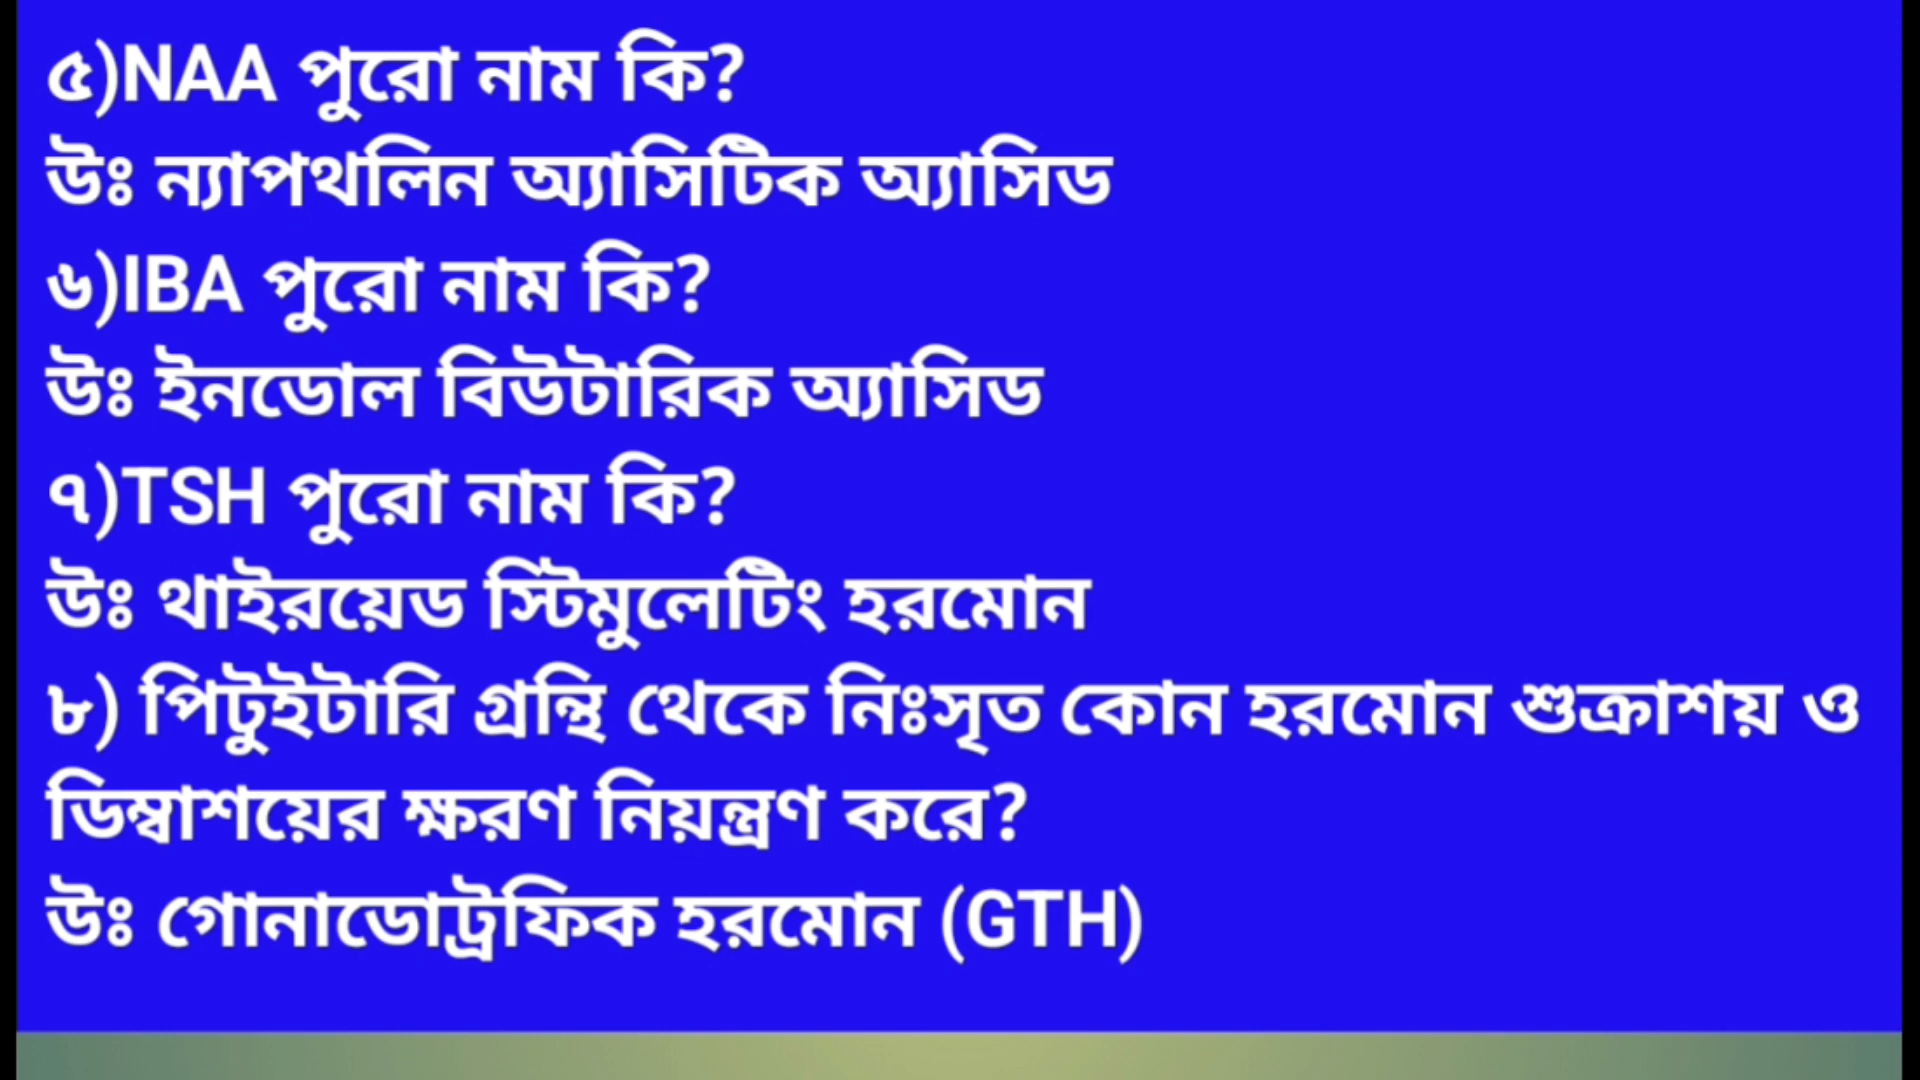 ৫)NAA পুরো নাম কি?
উঃ ন্যাপথলিন অ্যাসিটিক অ্যাসিড
৬)IBA পুরো নাম কি?
উঃ ইনডোল বিউটারিক অ্যাসিড
৭)TSH পুরো নাম কি?
উঃ থাইরয়েড স্টিমুলেটিং হরমোন
৮) পিটুইটারি গ্রন্থি থেকে নিঃসৃত কোন হরমোন শুক্রাশয় ও
ডিম্বাশয়ের ক্ষরণ নিয়ন্ত্রণ করে?
উঃ গোনাডোট্রফিক হরমোন (GTH)